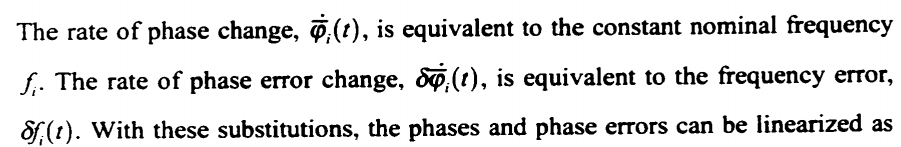 The rate of phase change, $\dot{\overline{\varphi}}_i(t)$, is equivalent to the constant nominal frequency
$f_i$. The rate of phase error change, $\delta\dot{\overline{\varphi}}_i(t)$, is equivalent to the frequency error,
$\delta f_i(t)$. With these substitutions, the phases and phase errors can be linearized as